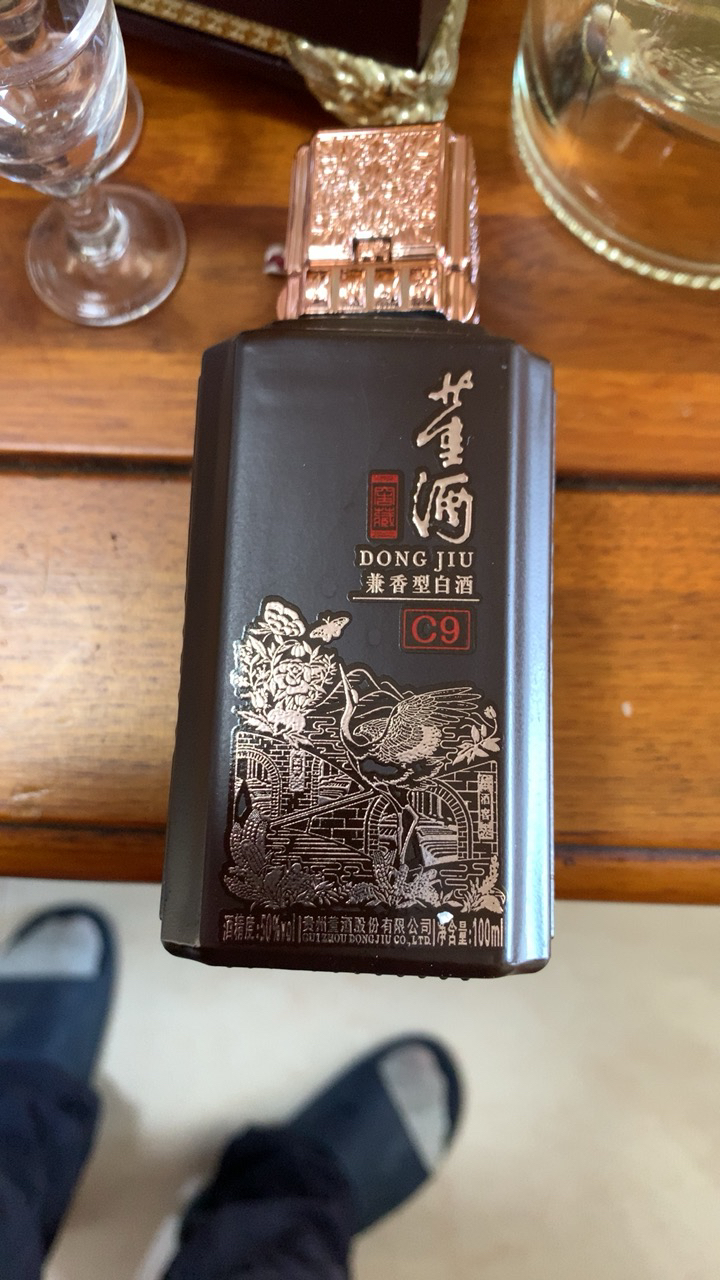 董酒
窖藏
DONG JIU
兼香型白酒
C9
酒精度:50%vol
贵州董酒股份有限公司
GUIZHOU DONGJIU CO.,LTD.
净含量:100ml